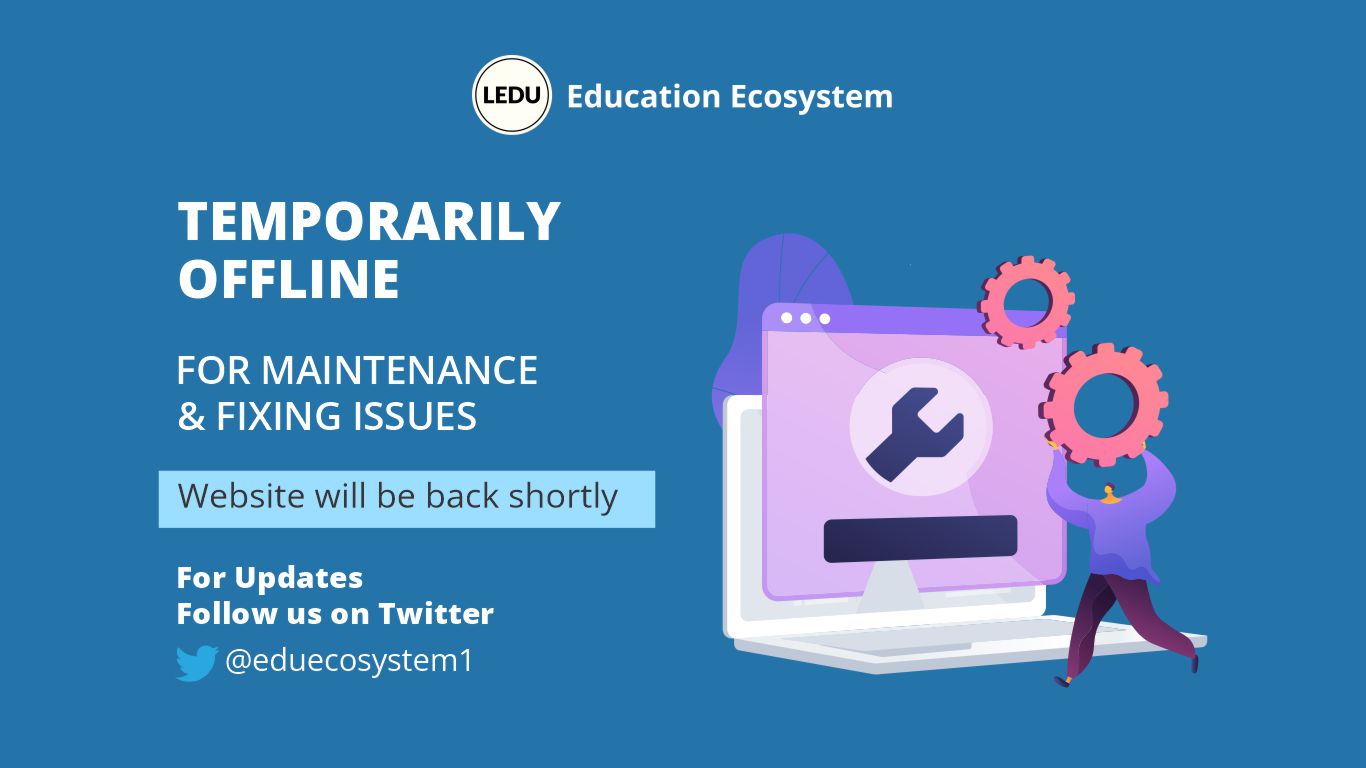 LEDU
Education Ecosystem
TEMPORARILY
OFFLINE
FOR MAINTENANCE
& FIXING ISSUES
Website will be back shortly
For Updates
Follow us on Twitter
@eduecosystem1